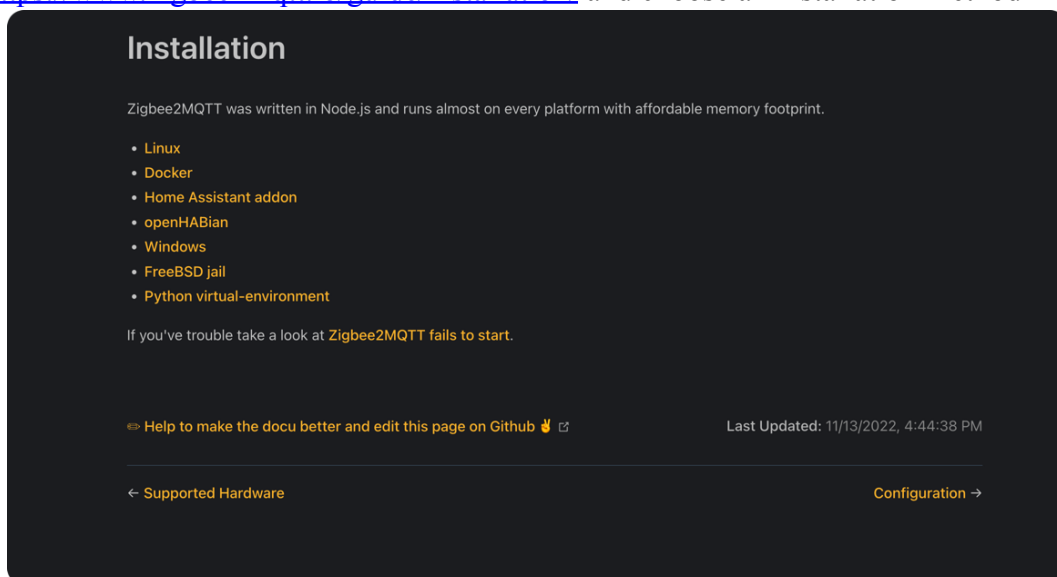 Installation
Zigbee2MQTT was written in Node.js and runs almost on every platform with affordable memory footprint.
• Linux
• Docker
• Home Assistant addon
• openHABian
• Windows
• FreeBSD jail
• Python virtual-environment
If you've trouble take a look at Zigbee2MQTT fails to start.
✏️ Help to make the docu better and edit this page on Github ✌️
Last Updated: 11/13/2022, 4:44:38 PM
← Supported Hardware
Configuration →